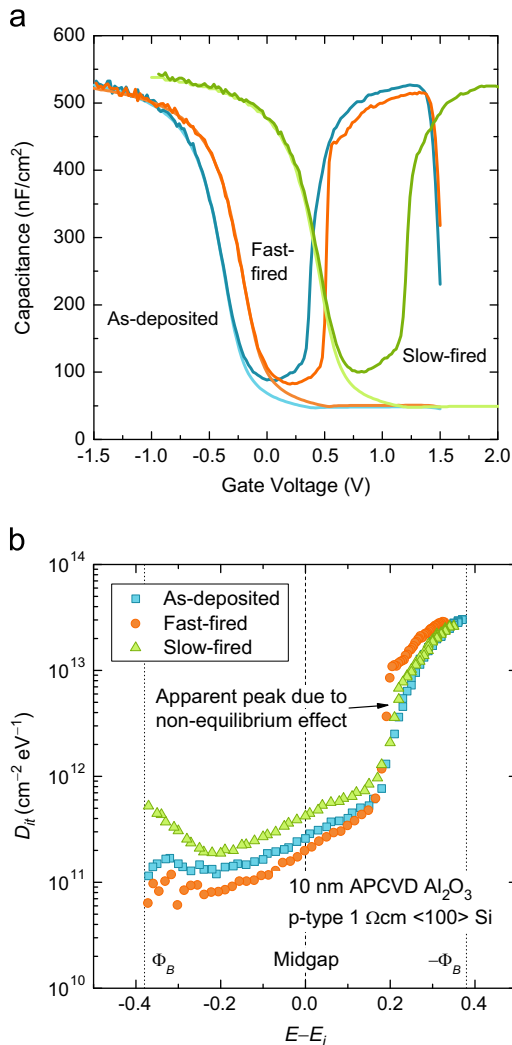 a
600
500
400
300
200
100
0
Capacitance (nF/cm²)
As-deposited
Fast-
fired
Slow-fired
-1.5 -1.0 -0.5 0.0 0.5 1.0 1.5 2.0
Gate Voltage (V)
b
10¹⁴
10¹³
10¹²
10¹¹
10¹⁰
D_it (cm⁻² eV⁻¹)
As-deposited
Fast-fired
Slow-fired
Apparent peak due to
non-equilibrium effect
10 nm APCVD Al₂O₃
p-type 1 Ωcm <100> Si
Φ_B Midgap −Φ_B
-0.4 -0.2 0.0 0.2 0.4
E–E_i